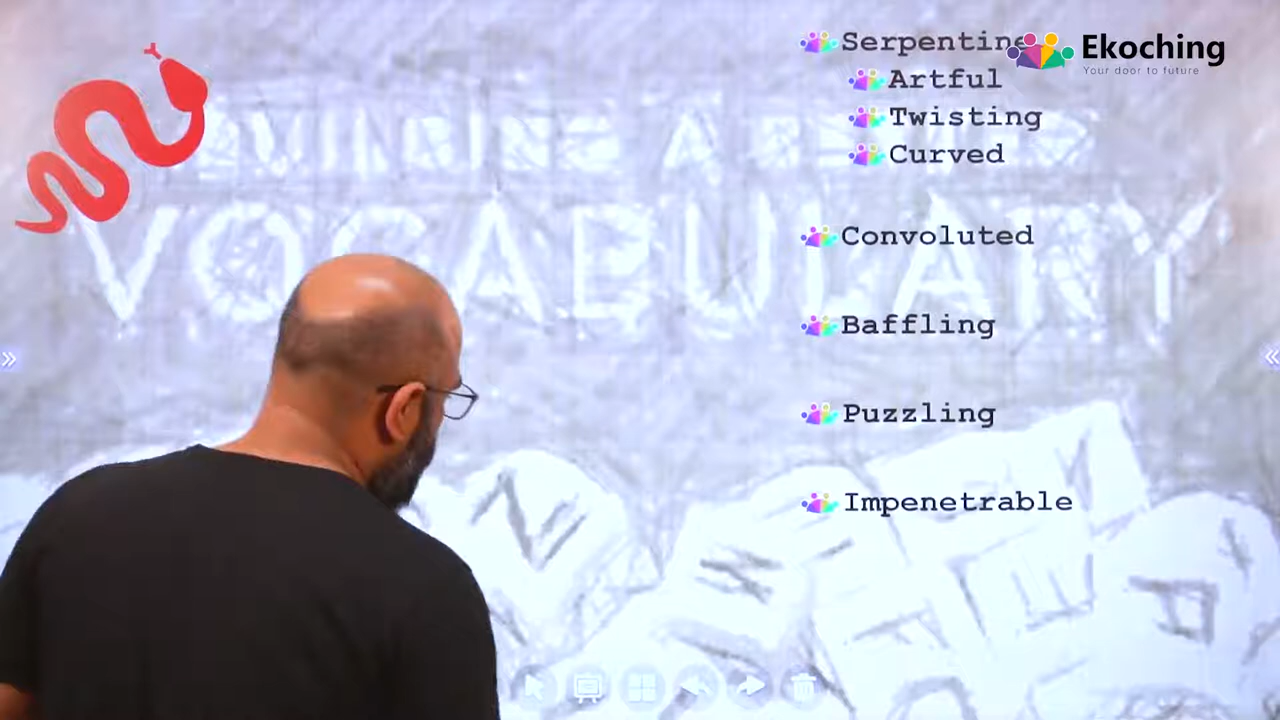 Serpentine
Ekoching
Your door to future
Artful
Twisting
Curved
VOCABULARY
Convoluted
Baffling
Puzzling
Impenetrable